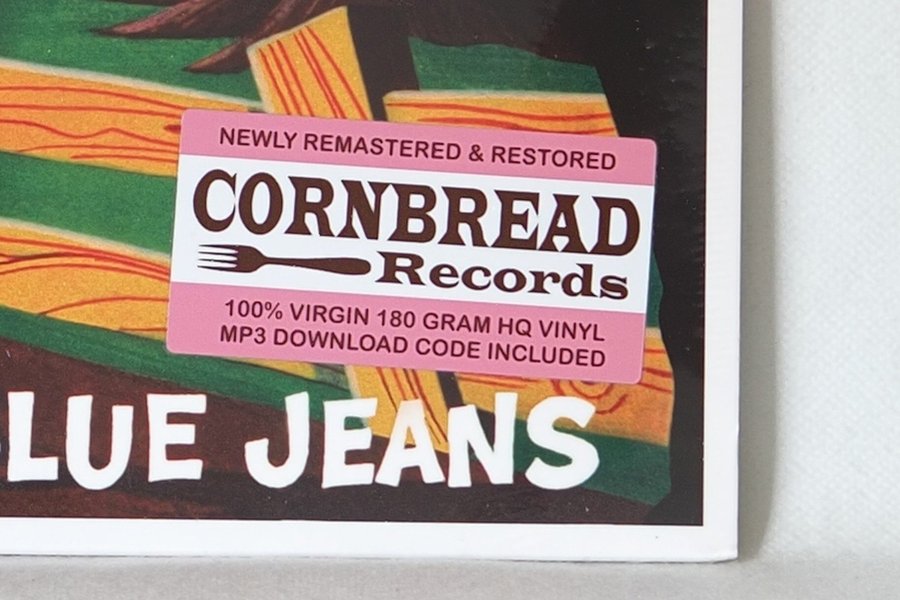 NEWLY REMASTERED & RESTORED
CORNBREAD
Records
100% VIRGIN 180 GRAM HQ VINYL
MP3 DOWNLOAD CODE INCLUDED
LUE JEANS